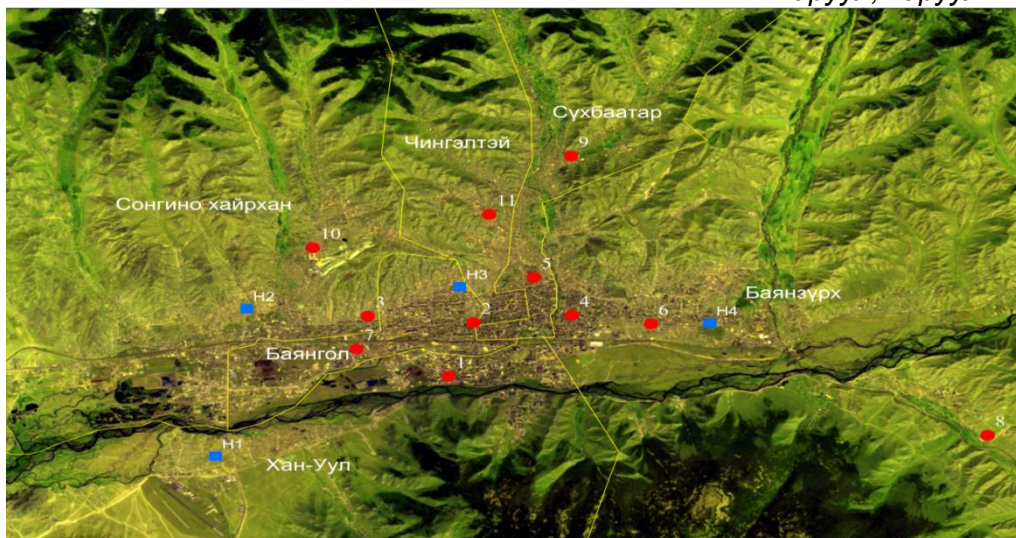 Сүхбаатар
Чингэлтэй
9
Сонгино хайрхан
11
10
5
H3
H2
Баянзүрх
3
2
4
6
H4
7
Баянгол
1
8
H1
Хан-Уул